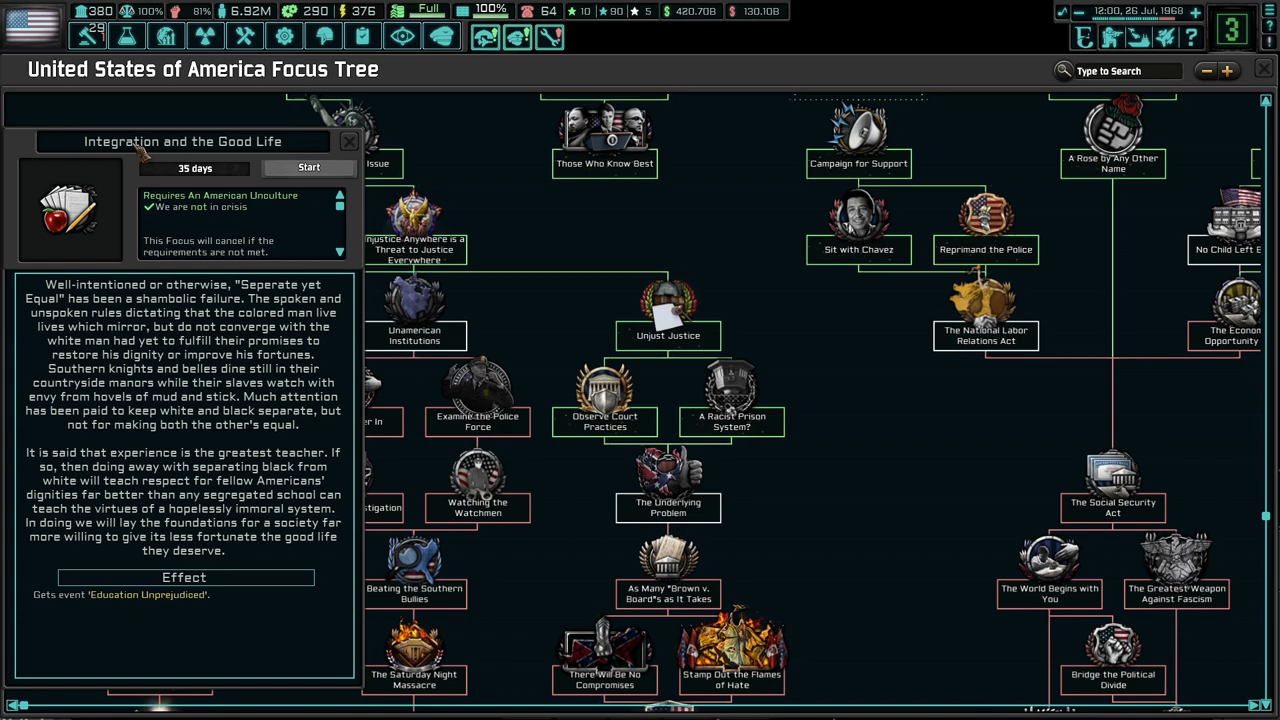 380 100% 81% 6.92M 290 376 Full 100% 64 10 90 5 $ 420.70B $ 130.10B 12:00, 26 Jul, 1968
29
3
United States of America Focus Tree
Type to Search
Integration and the Good Life
35 days
Start
Requires An American Unculture
We are not in crisis
This Focus will cancel if the
requirements are not met.
Well-intentioned or otherwise, "Seperate yet
Equal" has been a shambolic failure. The spoken and
unspoken rules dictating that the colored man live
lives which mirror, but do not converge with the
white man had yet to fulfill their promises to
restore his dignity or improve his fortunes.
Southern knights and belles dine still in their
countryside manors while their slaves watch with
envy from hovels of mud and stick. Much attention
has been paid to keep white and black separate, but
not for making both the other's equal.
It is said that experience is the greatest teacher. If
so, then doing away with separating black from
white will teach respect for fellow Americans'
dignities far better than any segregated school can
teach the virtues of a hopelessly immoral system.
In doing we will lay the foundations for a society far
more willing to give its less fortunate the good life
they deserve.
Effect
Gets event 'Education Unprejudiced'.
Issue
Those Who Know Best
Campaign for Support
A Rose by Any Other
Name
Injustice Anywhere is a
Threat to Justice
Everywhere
Sit with Chavez
Reprimand the Police
No Child Left B
Unamerican
Institutions
Unjust Justice
The National Labor
Relations Act
The Econom
Opportunity
er In
Examine the Police
Force
Observe Court
Practices
A Racist Prison
System?
stigation
Watching the
Watchmen
The Underlying
Problem
The Social Security
Act
Beating the Southern
Bullies
As Many "Brown v.
Board"s as It Takes
The World Begins with
You
The Greatest Weapon
Against Fascism
The Saturday Night
Massacre
There Will Be No
Compromises
Stamp Out the Flames
of Hate
Bridge the Political
Divide